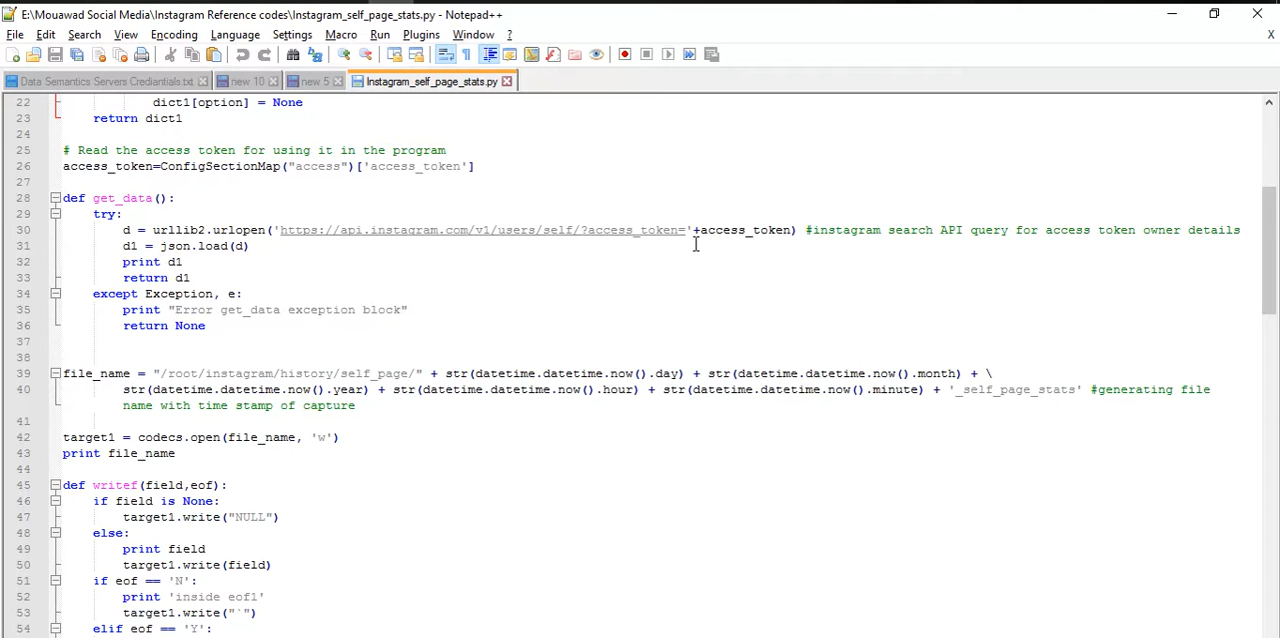 E:\Mouawad Social Media\Instagram Reference codes\Instagram_self_page_stats.py - Notepad++
File Edit Search View Encoding Language Settings Macro Run Plugins Window ? X
Data Semantics Servers Crediantials.txt new 10 new 5 Instagram_self_page_stats.py
22 dict1[option] = None
23 return dict1
24
25 # Read the access token for using it in the program
26 access_token=ConfigSectionMap("access")['access_token']
27
28 def get_data():
29 try:
30 d = urllib2.urlopen('https://api.instagram.com/v1/users/self/?access_token='+access_token) #instagram search API query for access token owner details
31 d1 = json.load(d)
32 print d1
33 return d1
34 except Exception, e:
35 print "Error get_data exception block"
36 return None
37
38
39 file_name = "/root/instagram/history/self_page/" + str(datetime.datetime.now().day) + str(datetime.datetime.now().month) + \
40 str(datetime.datetime.now().year) + str(datetime.datetime.now().hour) + str(datetime.datetime.now().minute) + '_self_page_stats' #generating file
name with time stamp of capture
41
42 target1 = codecs.open(file_name, 'w')
43 print file_name
44
45 def writef(field,eof):
46 if field is None:
47 target1.write("NULL")
48 else:
49 print field
50 target1.write(field)
51 if eof == 'N':
52 print 'inside eof1'
53 target1.write("`")
54 elif eof == 'Y':